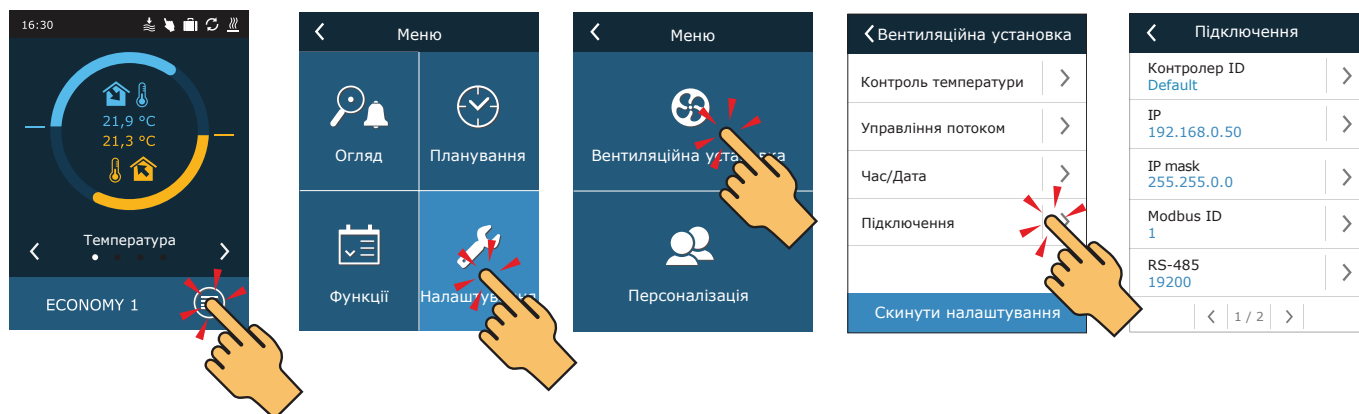 16:30
21,9 °C
21,3 °C
Температура
ECONOMY 1
Меню
Огляд
Планування
Функції
Налаштування
Меню
Вентиляційна установка
Персоналізація
Вентиляційна установка
Контроль температури
Управління потоком
Час/Дата
Підключення
Скинути налаштування
Підключення
Контролер ID
Default
IP
192.168.0.50
IP mask
255.255.0.0
Modbus ID
1
RS-485
19200
1 / 2